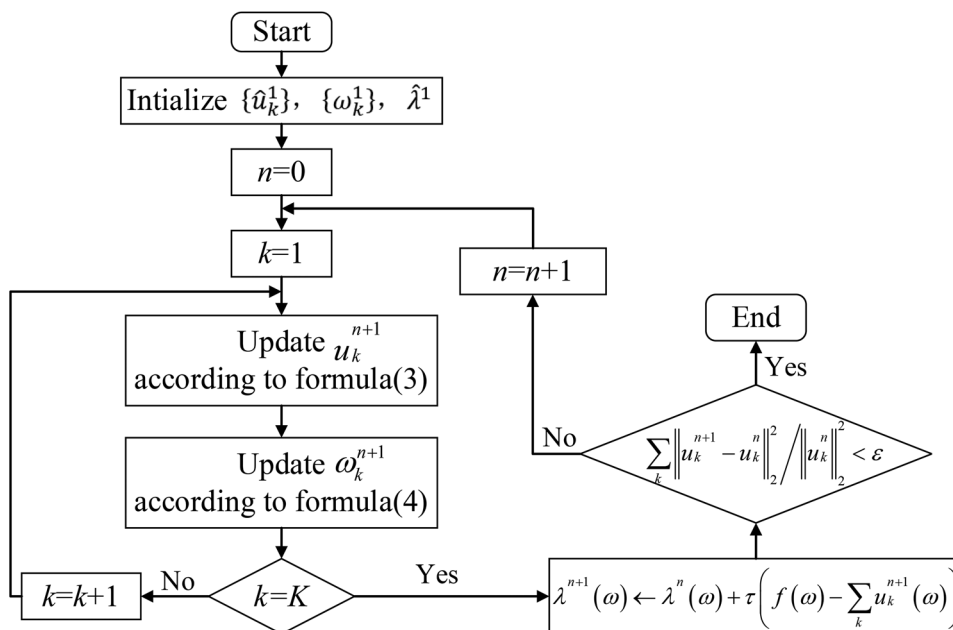 Start
Intialize {û_k^1}, {ω_k^1}, λ̂^1
n=0
k=1
n=n+1
End
Update u_k^{n+1}
according to formula(3)
Yes
No
∑_k ‖u_k^{n+1} − u_k^n‖_2^2 / ‖u_k^n‖_2^2 < ε
Update ω_k^{n+1}
according to formula(4)
k=k+1
No
k=K
Yes
λ^{n+1}(ω) ← λ^n(ω) + τ(f(ω) − ∑_k u_k^{n+1}(ω))